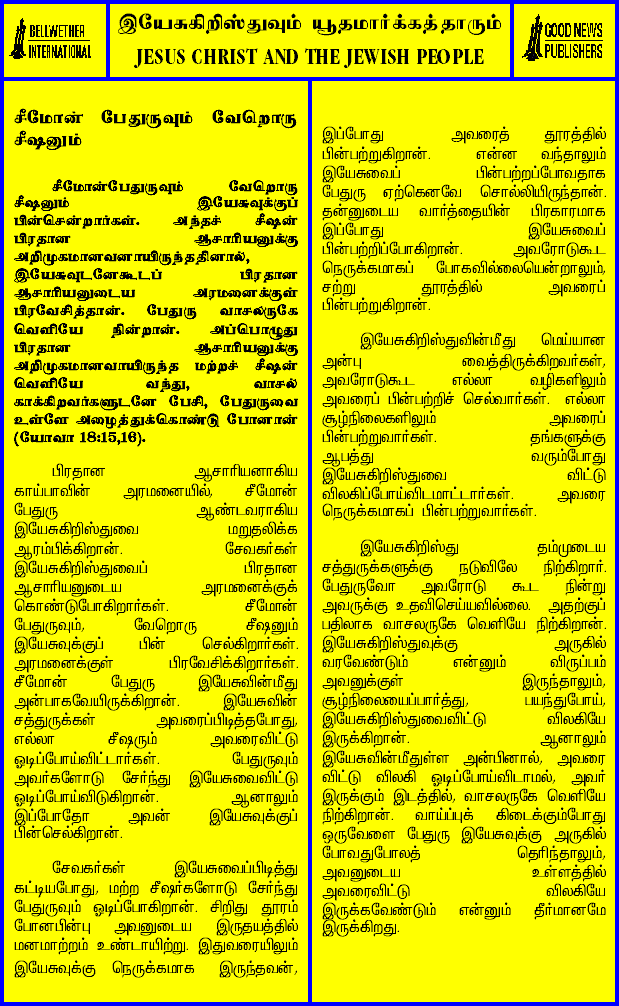 BELLWETHER
INTERNATIONAL
இயேசுகிறிஸ்துவும் யூதமார்க்கத்தாரும்
JESUS CHRIST AND THE JEWISH PEOPLE
GOOD NEWS
PUBLISHERS
சீமோன் பேதுருவும் வேறொரு
சீஷனும்
சீமோன்பேதுருவும் வேறொரு
சீஷனும் இயேசுவுக்குப்
பின்சென்றார்கள். அந்தச் சீஷன்
பிரதான ஆசாரியனுக்கு
அறிமுகமானவனாயிருந்ததினால்,
இயேசுவுடனேகூடப் பிரதான
ஆசாரியனுடைய அரமனைக்குள்
பிரவேசித்தான். பேதுரு வாசலருகே
வெளியே நின்றான். அப்பொழுது
பிரதான ஆசாரியனுக்கு
அறிமுகமானவாயிருந்த மற்றச் சீஷன்
வெளியே வந்து, வாசல்
காக்கிறவர்களுடனே பேசி, பேதுருவை
உள்ளே அழைத்துக்கொண்டு போனான்
(யோவா 18:15,16).
பிரதான ஆசாரியனாகிய
காய்பாவின் அரமனையில், சீமோன்
பேதுரு ஆண்டவராகிய
இயேசுகிறிஸ்துவை மறுதலிக்க
ஆரம்பிக்கிறான். சேவகர்கள்
இயேசுகிறிஸ்துவைப் பிரதான
ஆசாரியனுடைய அரமனைக்குக்
கொண்டுபோகிறார்கள். சீமோன்
பேதுருவும், வேறொரு சீஷனும்
இயேசுவுக்குப் பின் செல்கிறார்கள்.
அரமனைக்குள் பிரவேசிக்கிறார்கள்.
சீமோன் பேதுரு இயேசுவின்மீது
அன்பாகவேயிருக்கிறான். இயேசுவின்
சத்துருக்கள் அவரைப்பிடித்தபோது,
எல்லா சீஷரும் அவரைவிட்டு
ஓடிப்போய்விட்டார்கள். பேதுருவும்
அவர்களோடு சேர்ந்து இயேசுவைவிட்டு
ஓடிப்போய்விடுகிறான். ஆனாலும்
இப்போதோ அவன் இயேசுவுக்குப்
பின்செல்கிறான்.
சேவகர்கள் இயேசுவைப்பிடித்து
கட்டியபோது, மற்ற சீஷர்களோடு சேர்ந்து
பேதுருவும் ஓடிப்போகிறான். சிறிது தூரம்
போனபின்பு அவனுடைய இருதயத்தில்
மனமாற்றம் உண்டாயிற்று. இதுவரையிலும்
இயேசுவுக்கு நெருக்கமாக இருந்தவன்,
இப்போது அவரைத் தூரத்தில்
பின்பற்றுகிறான். என்ன வந்தாலும்
இயேசுவைப் பின்பற்றப்போவதாக
பேதுரு ஏற்கெனவே சொல்லியிருந்தான்.
தன்னுடைய வார்த்தையின் பிரகாரமாக
இப்போது இயேசுவைப்
பின்பற்றிப்போகிறான். அவரோடுகூட
நெருக்கமாகப் போகவில்லையென்றாலும்,
சற்று தூரத்தில் அவரைப்
பின்பற்றுகிறான்.
இயேசுகிறிஸ்துவின்மீது மெய்யான
அன்பு வைத்திருக்கிறவர்கள்,
அவரோடுகூட எல்லா வழிகளிலும்
அவரைப் பின்பற்றிச் செல்வார்கள். எல்லா
சூழ்நிலைகளிலும் அவரைப்
பின்பற்றுவார்கள். தங்களுக்கு
ஆபத்து வரும்போது
இயேசுகிறிஸ்துவை விட்டு
விலகிப்போய்விடமாட்டார்கள். அவரை
நெருக்கமாகப் பின்பற்றுவார்கள்.
இயேசுகிறிஸ்து தம்முடைய
சத்துருக்களுக்கு நடுவிலே நிற்கிறார்.
பேதுருவோ அவரோடு கூட நின்று
அவருக்கு உதவிசெய்யவில்லை. அதற்குப்
பதிலாக வாசலருகே வெளியே நிற்கிறான்.
இயேசுகிறிஸ்துவுக்கு அருகில்
வரவேண்டும் என்னும் விருப்பம்
அவனுக்குள் இருந்தாலும்,
சூழ்நிலையைப்பார்த்து, பயந்துபோய்,
இயேசுகிறிஸ்துவைவிட்டு விலகியே
இருக்கிறான். ஆனாலும்
இயேசுவின்மீதுள்ள அன்பினால், அவரை
விட்டு விலகி ஓடிப்போய்விடாமல், அவர்
இருக்கும் இடத்தில், வாசலருகே வெளியே
நிற்கிறான். வாய்ப்புக் கிடைக்கும்போது
ஒருவேளை பேதுரு இயேசுவுக்கு அருகில்
போவதுபோலத் தெரிந்தாலும்,
அவனுடைய உள்ளத்தில்
அவரைவிட்டு விலகியே
இருக்கவேண்டும் என்னும் தீர்மானமே
இருக்கிறது.